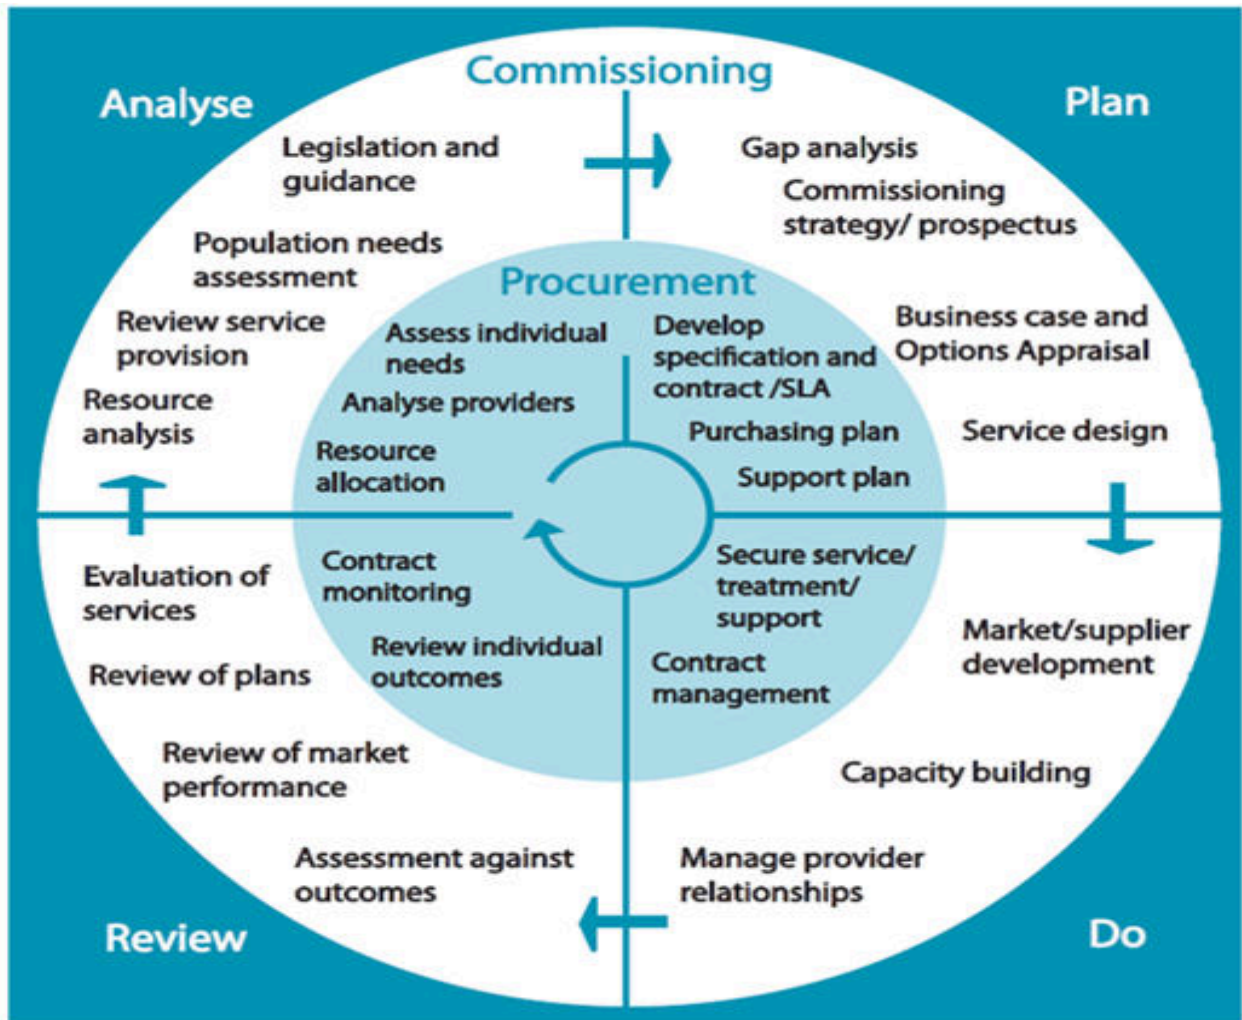 Commissioning
Analyse
Plan
Legislation and
guidance
Population needs
assessment
Review service
provision
Resource
analysis
Gap analysis
Commissioning
strategy/ prospectus
Business case and
Options Appraisal
Service design
Procurement
Assess individual
needs
Analyse providers
Resource
allocation
Develop
specification and
contract /SLA
Purchasing plan
Support plan
Contract
monitoring
Review individual
outcomes
Secure service/
treatment/
support
Contract
management
Evaluation of
services
Review of plans
Review of market
performance
Assessment against
outcomes
Market/supplier
development
Capacity building
Manage provider
relationships
Review
Do